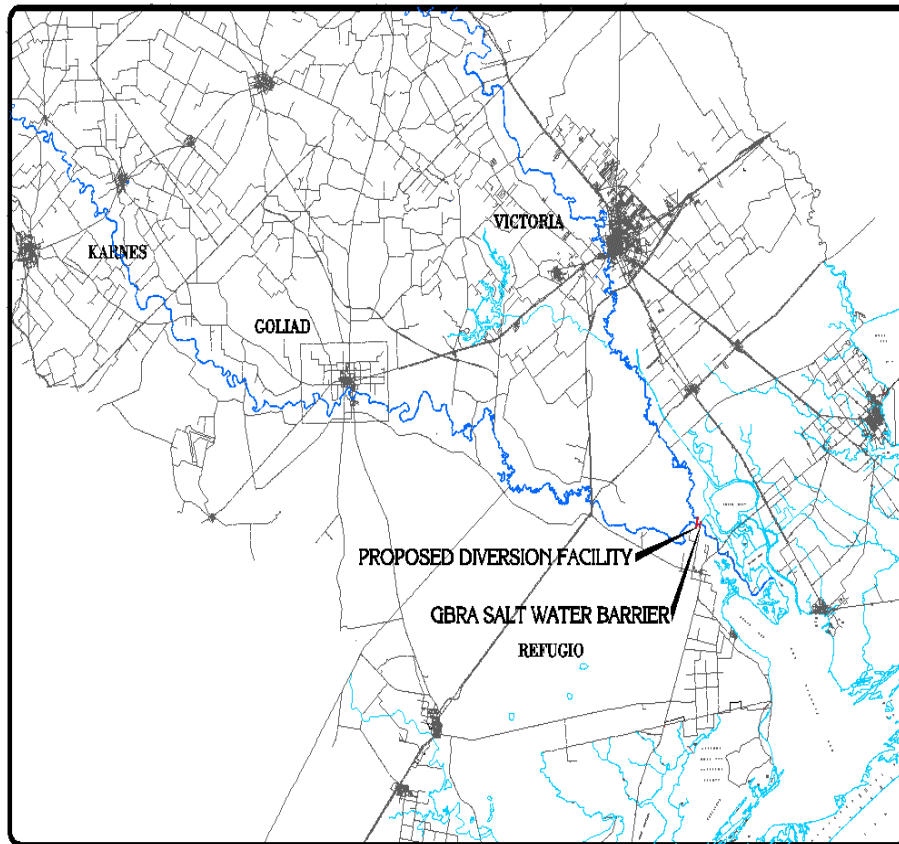 VICTORIA
KARNES
GOLIAD
PROPOSED DIVERSION FACILITY
GBRA SALT WATER BARRIER
REFUGIO